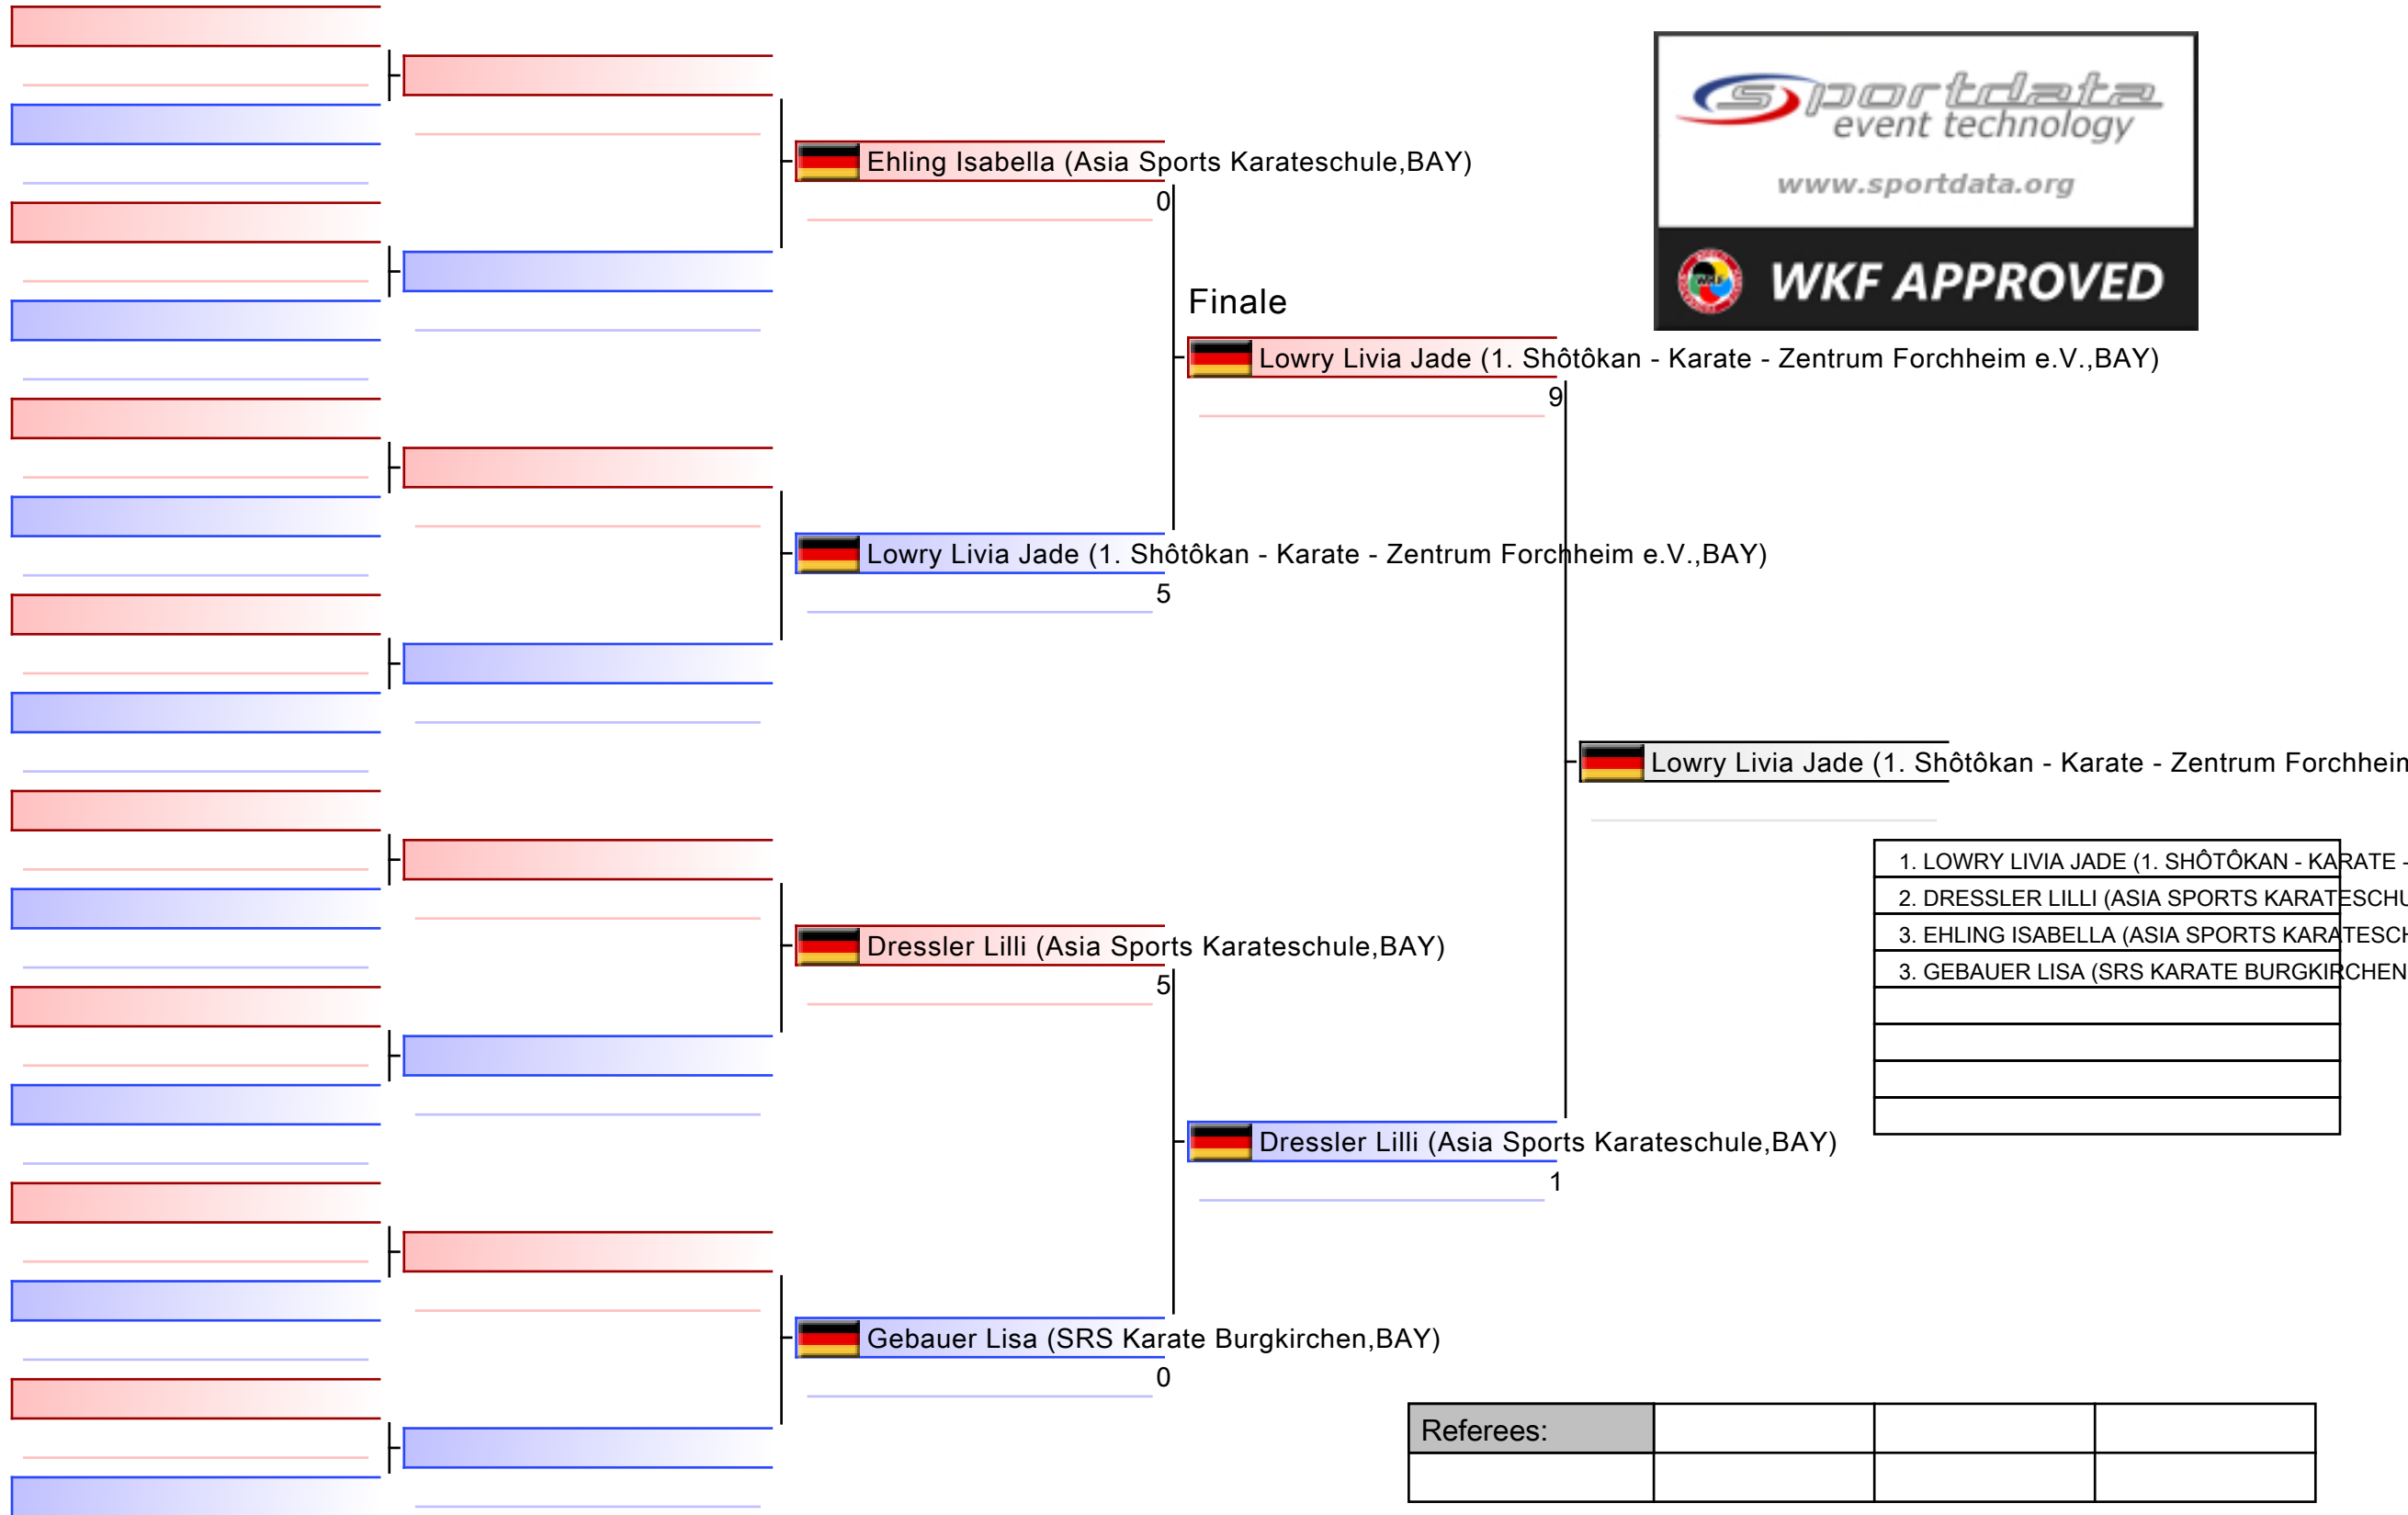 sportdata
event technology
www.sportdata.org
WKF APPROVED
Ehling Isabella (Asia Sports Karateschule,BAY)
0
Finale
Lowry Livia Jade (1. Shôtôkan - Karate - Zentrum Forchheim e.V.,BAY)
9
Lowry Livia Jade (1. Shôtôkan - Karate - Zentrum Forchheim e.V.,BAY)
5
Lowry Livia Jade (1. Shôtôkan - Karate - Zentrum Forchheim
1. LOWRY LIVIA JADE (1. SHÔTÔKAN - KARATE -
2. DRESSLER LILLI (ASIA SPORTS KARATESCHU
3. EHLING ISABELLA (ASIA SPORTS KARATESCH
3. GEBAUER LISA (SRS KARATE BURGKIRCHEN
Dressler Lilli (Asia Sports Karateschule,BAY)
5
Dressler Lilli (Asia Sports Karateschule,BAY)
1
Gebauer Lisa (SRS Karate Burgkirchen,BAY)
0
Referees: